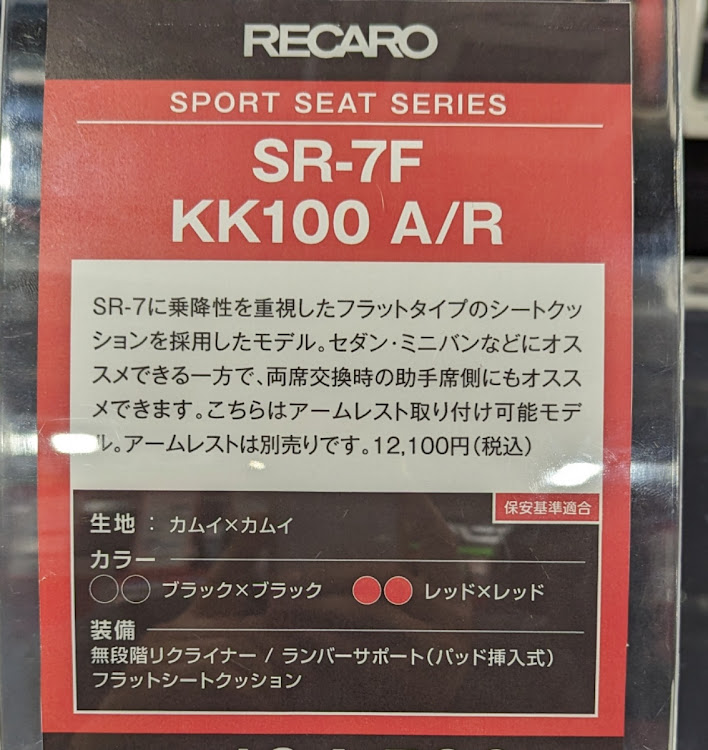 RECARO
SPORT SEAT SERIES
SR-7F
KK100 A/R
SR-7に乗降性を重視したフラットタイプのシートクッ
ションを採用したモデル。セダン・ミニバンなどにオス
スメできる一方で、両席交換時の助手席側にもオスス
メできます。こちらはアームレスト取り付け可能モデ
ル。アームレストは別売りです。12,100円(税込)
保安基準適合
生地 : カムイ×カムイ
カラー
ブラック×ブラック レッド×レッド
装備
無段階リクライナー / ランバーサポート(パッド挿入式)
フラットシートクッション